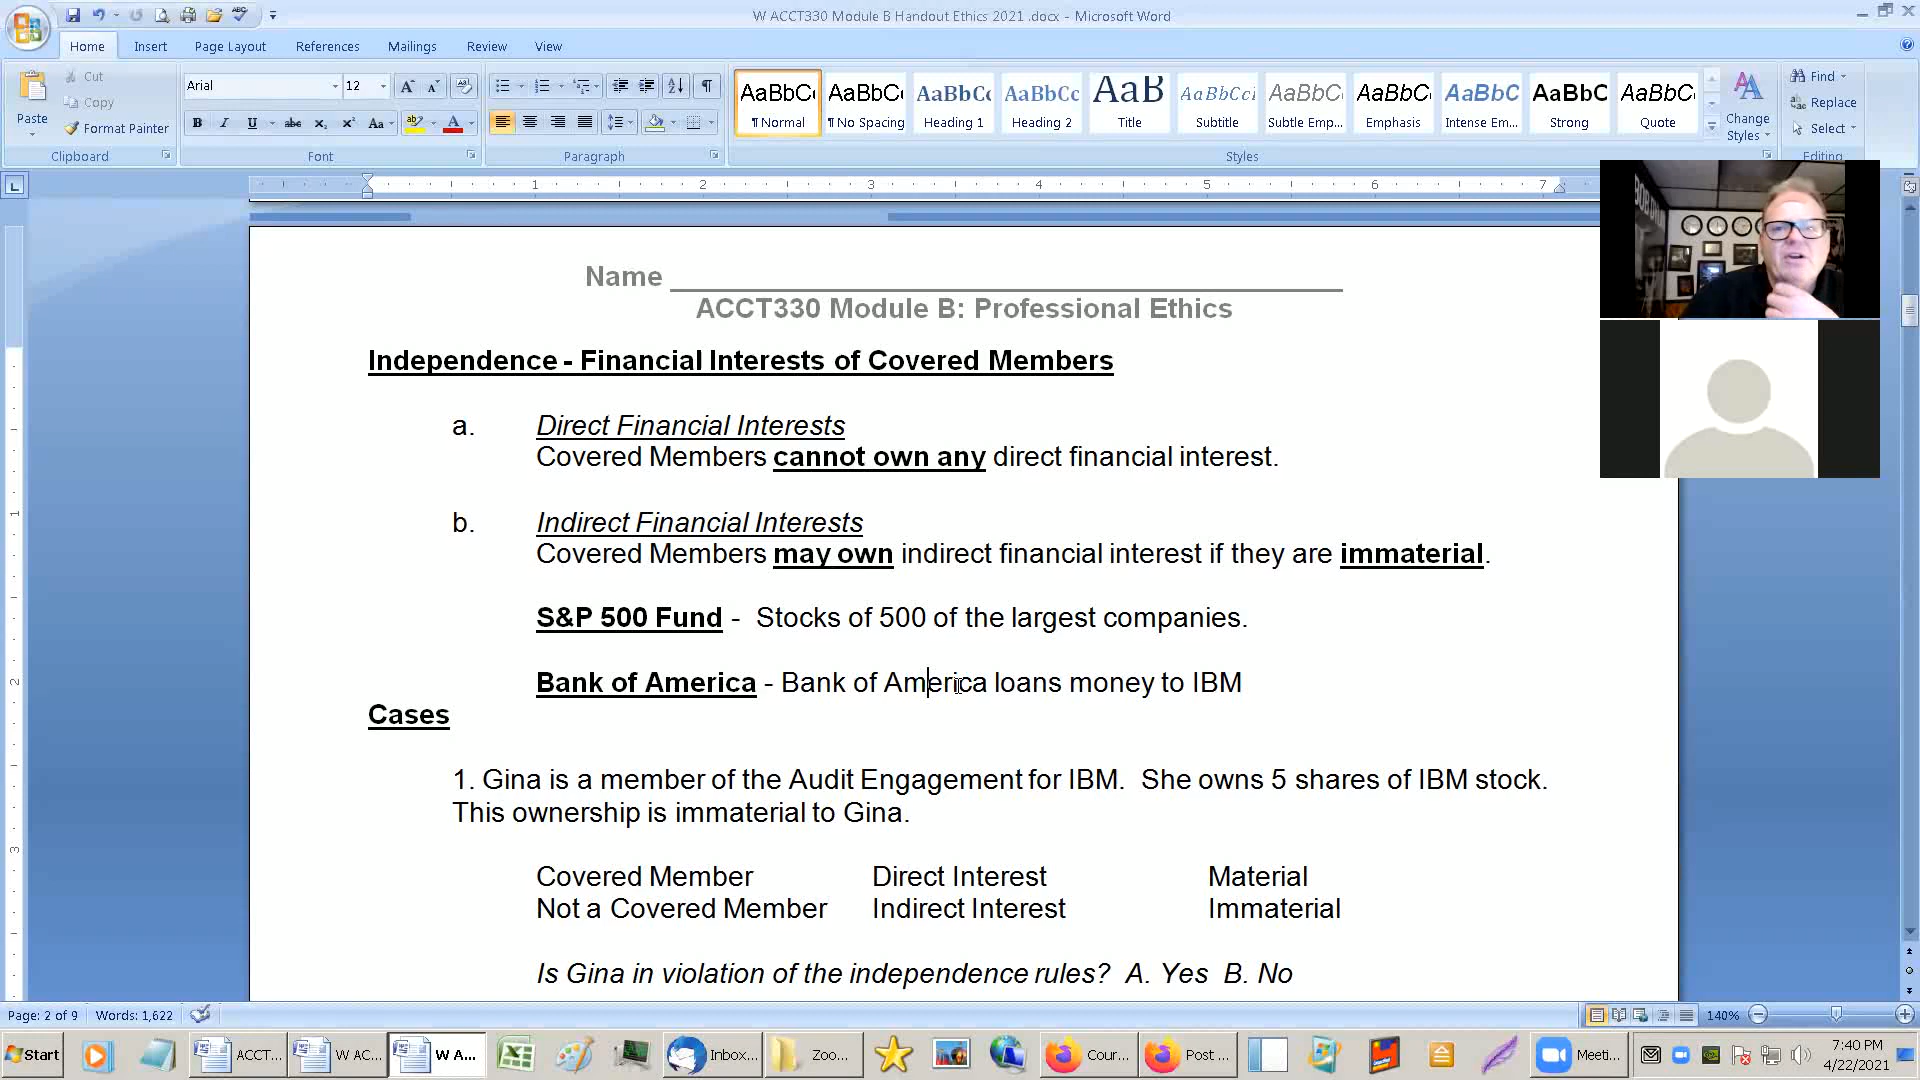 W ACCT330 Module B Handout Ethics 2021 .docx - Microsoft Word
Home Insert Page Layout References Mailings Review View
Paste
Cut
Copy
Format Painter
Clipboard
Arial 12
Font
Paragraph
AaBbCc AaBbCc AaBbCc AaBbCc AaB AaBbCcI AaBbCc AaBbCc AaBbC AaBbC AaBbC
¶ Normal ¶ No Spacing Heading 1 Heading 2 Title Subtitle Subtle Emp... Emphasis Intense Em... Strong Quote
Styles
Change Styles
Find
Replace
Select
Editing
1 2 3 4 5 6 7
Name
ACCT330 Module B: Professional Ethics
Independence - Financial Interests of Covered Members
a. Direct Financial Interests
Covered Members cannot own any direct financial interest.
b. Indirect Financial Interests
Covered Members may own indirect financial interest if they are immaterial.
S&P 500 Fund - Stocks of 500 of the largest companies.
Bank of America - Bank of America loans money to IBM
Cases
1. Gina is a member of the Audit Engagement for IBM. She owns 5 shares of IBM stock.
This ownership is immaterial to Gina.
Covered Member Direct Interest Material
Not a Covered Member Indirect Interest Immaterial
Is Gina in violation of the independence rules? A. Yes B. No
Page: 2 of 9 Words: 1,622 140%
Start ACCT... W AC... W A... Inbox... Zoo... Cour... Post ... Meeti... 7:40 PM
4/22/2021